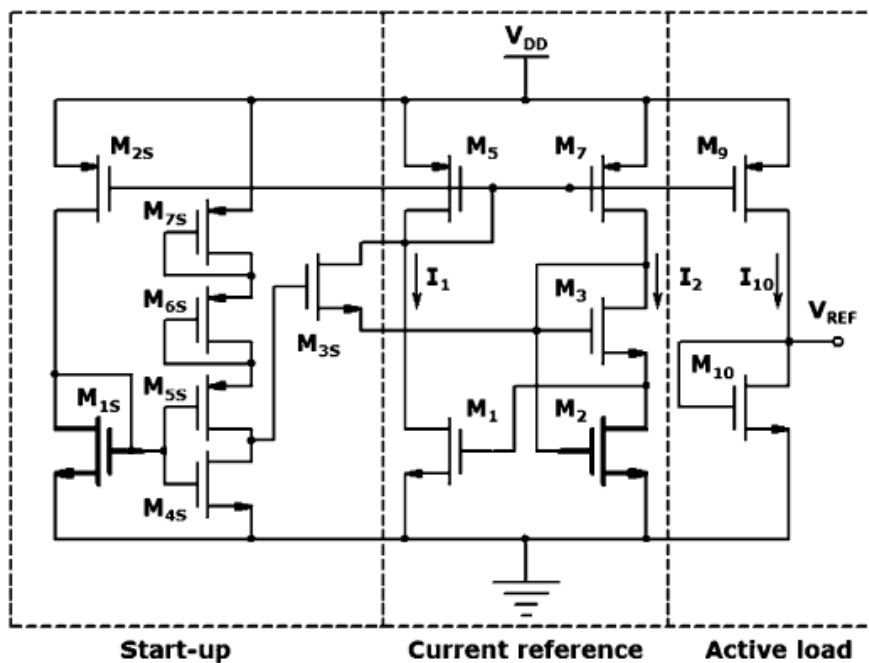 V_DD
M_2S
M_5
M_7
M_9
M_7S
M_6S
M_3S
I_1
M_3
I_2
I_10
V_REF
M_10
M_1S
M_5S
M_1
M_2
M_4S
Start-up
Current reference
Active load